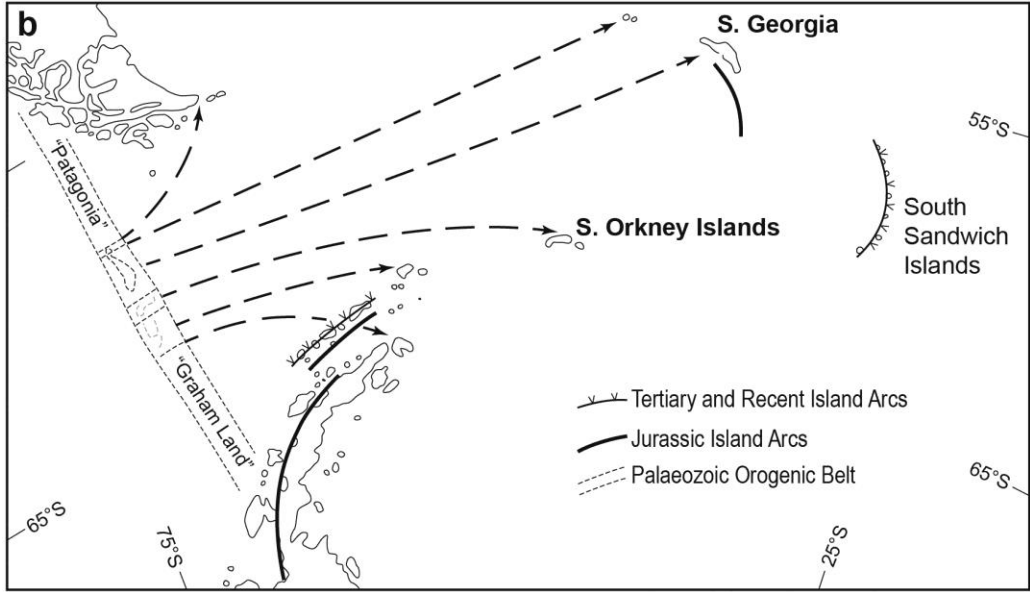 b
S. Georgia
55°S
"Patagonia"
S. Orkney Islands
South
Sandwich
Islands
"Graham Land"
Tertiary and Recent Island Arcs
Jurassic Island Arcs
Palaeozoic Orogenic Belt
65°S
65°S
75°S
25°S